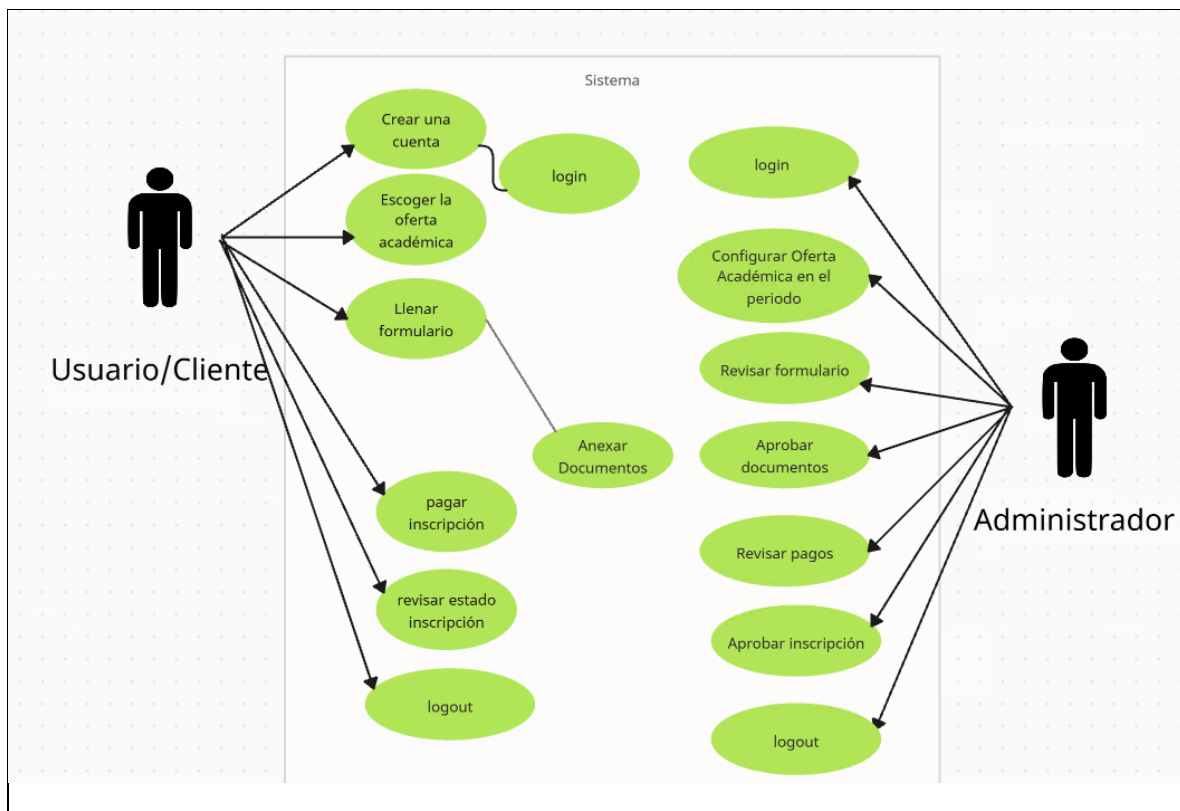 Sistema
Crear una
cuenta
login
login
Escoger la
oferta
académica
Configurar Oferta
Académica en el
periodo
Llenar
formulario
Usuario/Cliente
Revisar formulario
Anexar
Documentos
Aprobar
documentos
pagar
inscripción
Administrador
Revisar pagos
revisar estado
inscripción
Aprobar inscripción
logout
logout